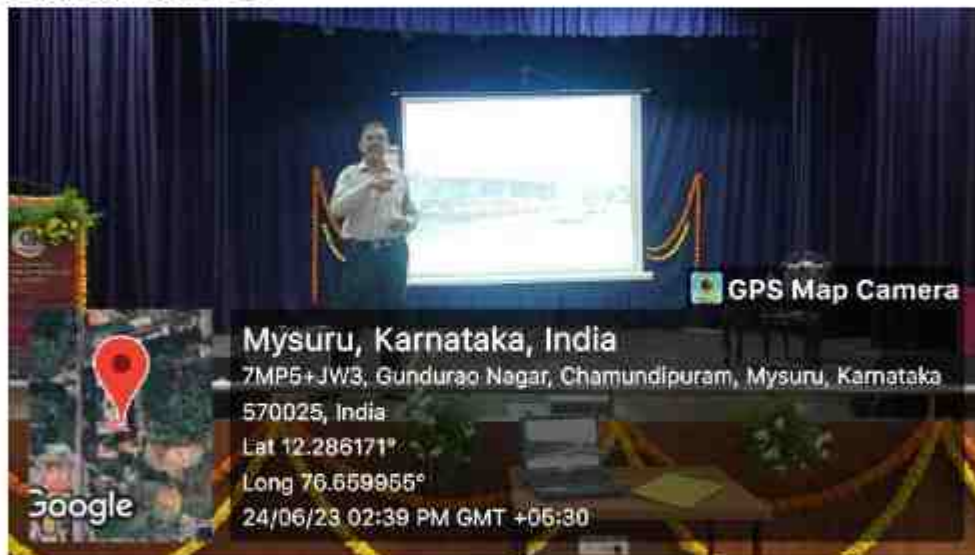 GPS Map Camera
Mysuru, Karnataka, India
7MP5+JW3, Gundurao Nagar, Chamundipuram, Mysuru, Karnataka
570025, India
Lat 12.286171°
Long 76.659955°
24/06/23 02:39 PM GMT +05:30
Google